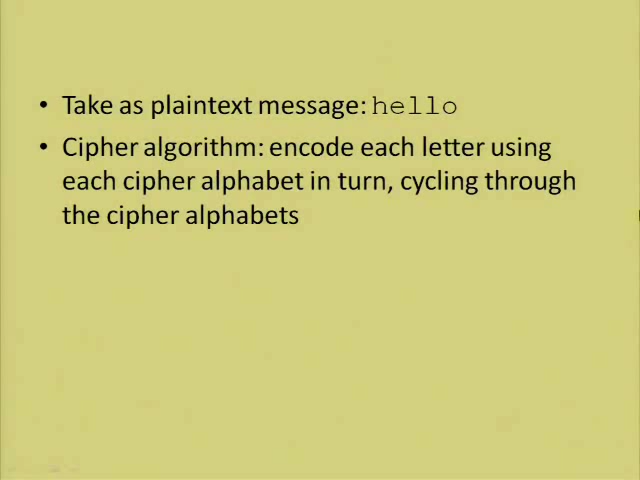 • Take as plaintext message: hello
• Cipher algorithm: encode each letter using
each cipher alphabet in turn, cycling through
the cipher alphabets